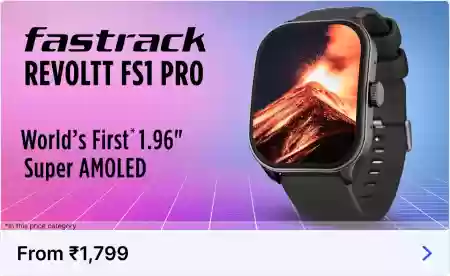 fastrack
REVOLTT FS1 PRO
World's First* 1.96"
Super AMOLED
*In this price category
From ₹1,799